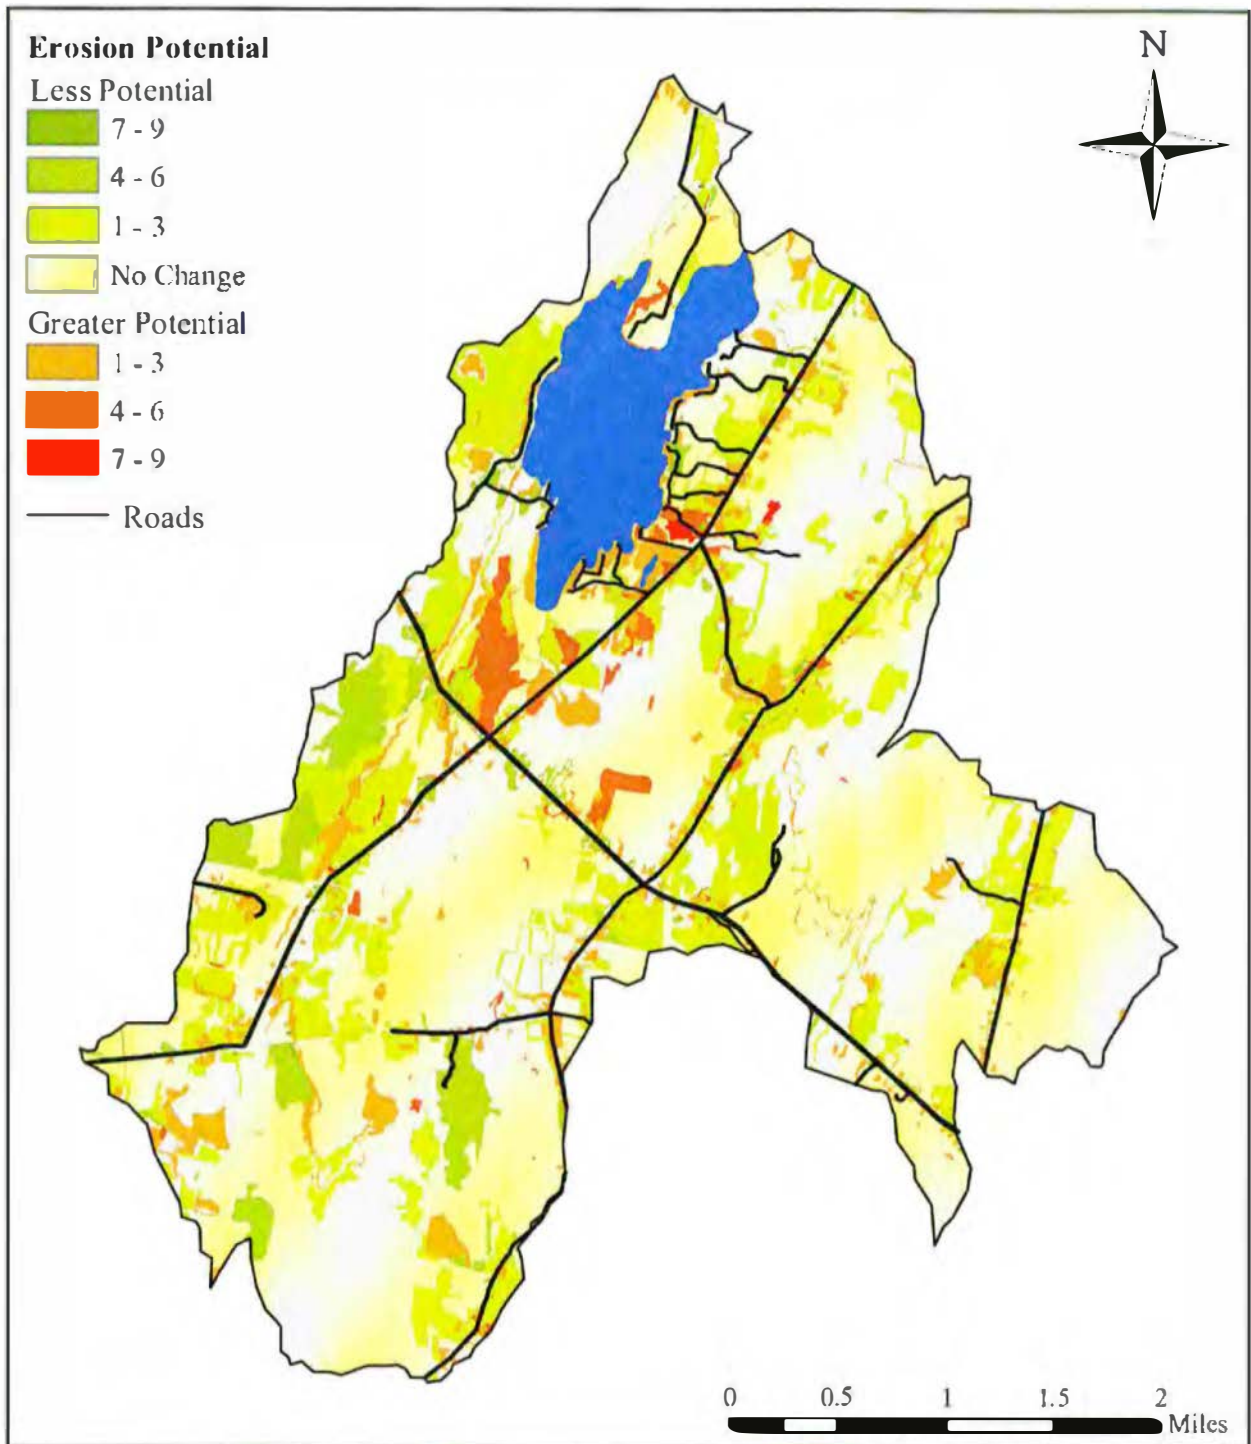 Erosion Potential
Less Potential
7 - 9
4 - 6
1 - 3
No Change
Greater Potential
1 - 3
4 - 6
7 - 9
Roads
N
0 0.5 1 1.5 2
Miles